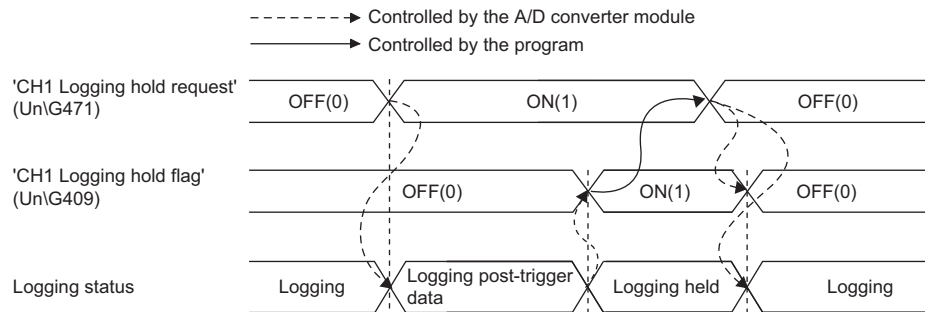 Controlled by the A/D converter module
Controlled by the program
'CH1 Logging hold request'
(Un\G471)
OFF(0)
ON(1)
OFF(0)
'CH1 Logging hold flag'
(Un\G409)
OFF(0)
ON(1)
OFF(0)
Logging status
Logging
Logging post-trigger
data
Logging held
Logging